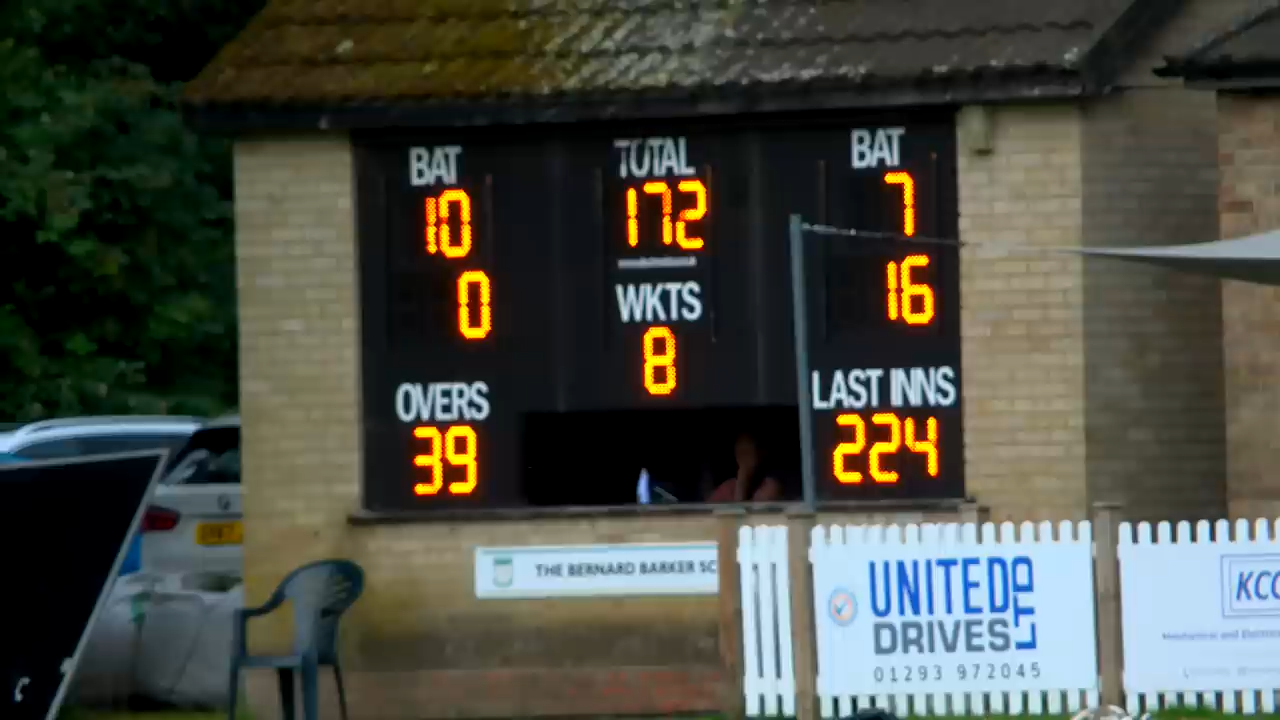 BAT TOTAL BAT
10 172 7
0 WKTS 16
8
OVERS LAST INNS
39 224
THE BERNARD BARKER SC
UNITED DRIVES LTD
01293 972045
KCC